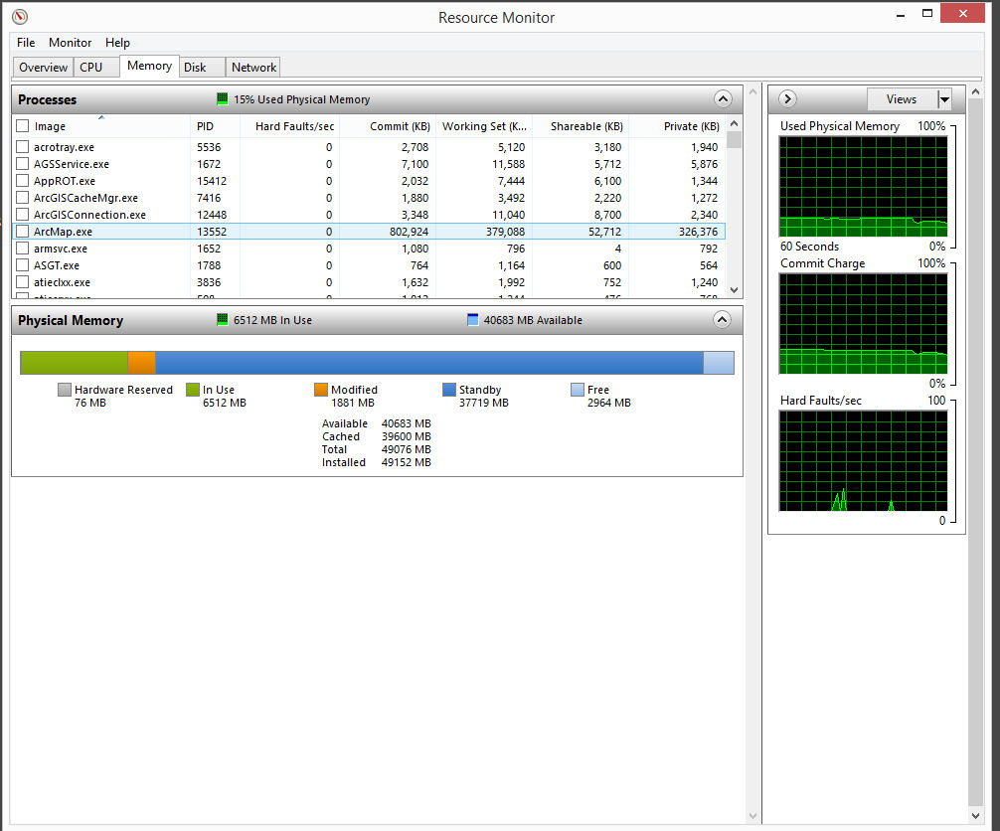 Resource Monitor
File Monitor Help
Overview CPU Memory Disk Network
Processes 15% Used Physical Memory
Image PID Hard Faults/sec Commit (KB) Working Set (K... Shareable (KB) Private (KB)
acrotray.exe 5536 0 2,708 5,120 3,180 1,940
AGSService.exe 1672 0 7,100 11,588 5,712 5,876
AppROT.exe 15412 0 2,032 7,444 6,100 1,344
ArcGISCacheMgr.exe 7416 0 1,880 3,492 2,220 1,272
ArcGISConnection.exe 12448 0 3,348 11,040 8,700 2,340
ArcMap.exe 13552 0 802,924 379,088 52,712 326,376
armsvc.exe 1652 0 1,080 796 4 792
ASGT.exe 1788 0 764 1,164 600 564
atieclxx.exe 3836 0 1,632 1,992 752 1,240
Physical Memory 6512 MB In Use 40683 MB Available
Hardware Reserved In Use Modified Standby Free
76 MB 6512 MB 1881 MB 37719 MB 2964 MB
Available 40683 MB
Cached 39600 MB
Total 49076 MB
Installed 49152 MB
Views
Used Physical Memory 100%
60 Seconds 0%
Commit Charge 100%
0%
Hard Faults/sec 100
0